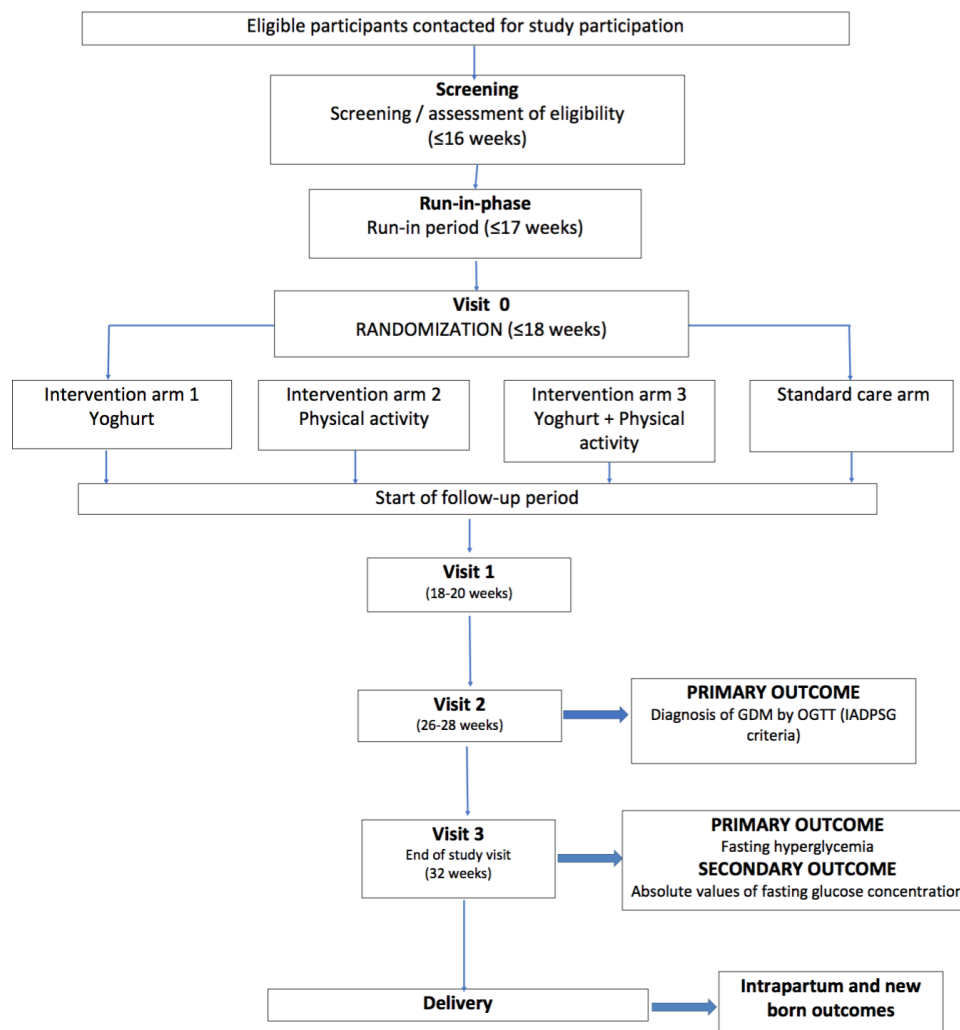 Eligible participants contacted for study participation
Screening
Screening / assessment of eligibility
(≤16 weeks)
Run-in-phase
Run-in period (≤17 weeks)
Visit 0
RANDOMIZATION (≤18 weeks)
Intervention arm 1
Yoghurt
Intervention arm 2
Physical activity
Intervention arm 3
Yoghurt + Physical
activity
Standard care arm
Start of follow-up period
Visit 1
(18-20 weeks)
Visit 2
(26-28 weeks)
PRIMARY OUTCOME
Diagnosis of GDM by OGTT (IADPSG
criteria)
Visit 3
End of study visit
(32 weeks)
PRIMARY OUTCOME
Fasting hyperglycemia
SECONDARY OUTCOME
Absolute values of fasting glucose concentration
Delivery
Intrapartum and new
born outcomes